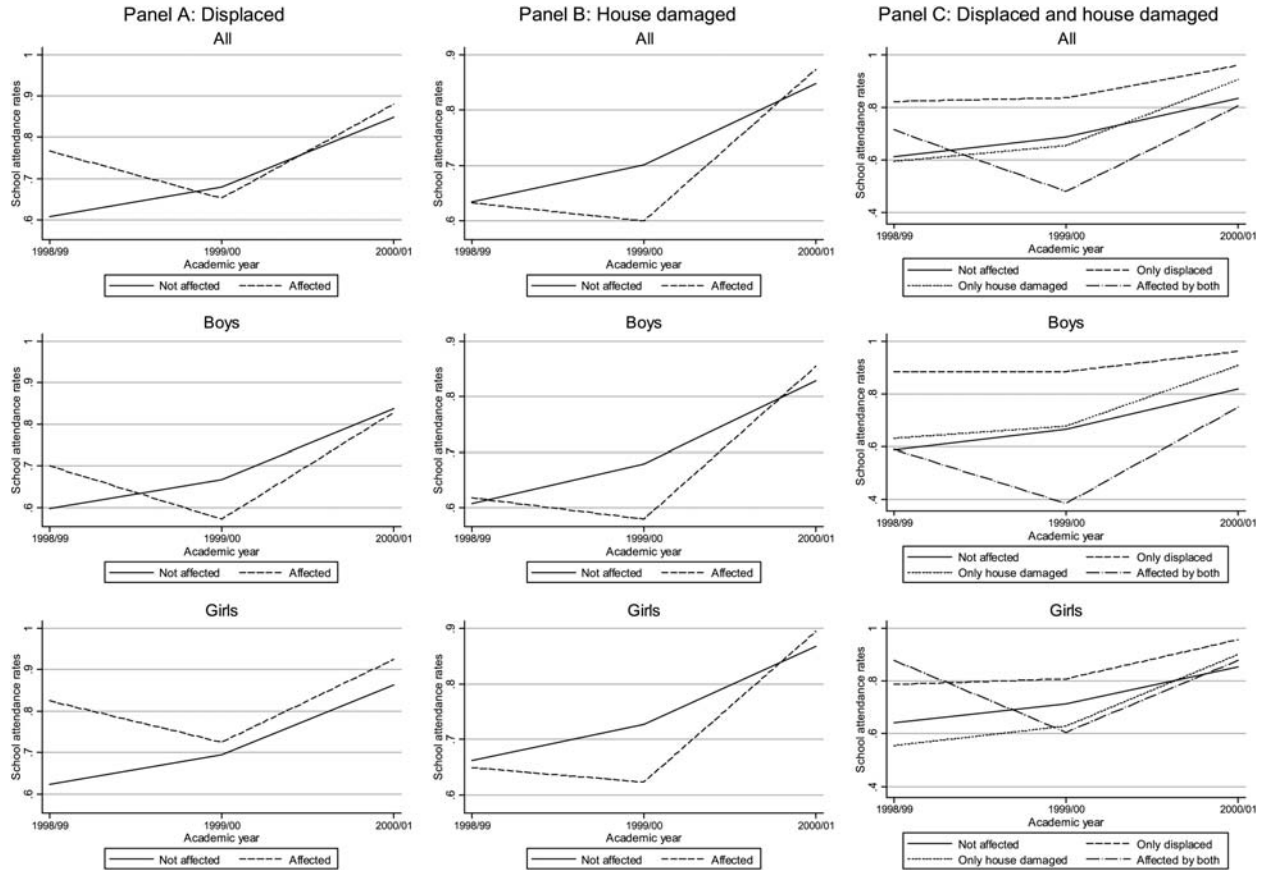 Panel A: Displaced
All
School attendance rates
1
.9
.8
.7
.6
1998/99 1999/00 2000/01
Academic year
Not affected Affected
Boys
School attendance rates
1
.9
.8
.7
.6
1998/99 1999/00 2000/01
Academic year
Not affected Affected
Girls
School attendance rates
1
.9
.8
.7
.6
1998/99 1999/00 2000/01
Academic year
Not affected Affected
Panel B: House damaged
All
School attendance rates
.9
.8
.7
.6
1998/99 1999/00 2000/01
Academic year
Not affected Affected
Boys
School attendance rates
.9
.8
.7
.6
1998/99 1999/00 2000/01
Academic year
Not affected Affected
Girls
School attendance rates
.9
.8
.7
.6
1998/99 1999/00 2000/01
Academic year
Not affected Affected
Panel C: Displaced and house damaged
All
School attendance rates
1
.8
.6
.4
1998/99 1999/00 2000/01
Academic year
Not affected Only displaced
Only house damaged Affected by both
Boys
School attendance rates
1
.8
.6
.4
1998/99 1999/00 2000/01
Academic year
Not affected Only displaced
Only house damaged Affected by both
Girls
School attendance rates
1
.8
.6
.4
1998/99 1999/00 2000/01
Academic year
Not affected Only displaced
Only house damaged Affected by both